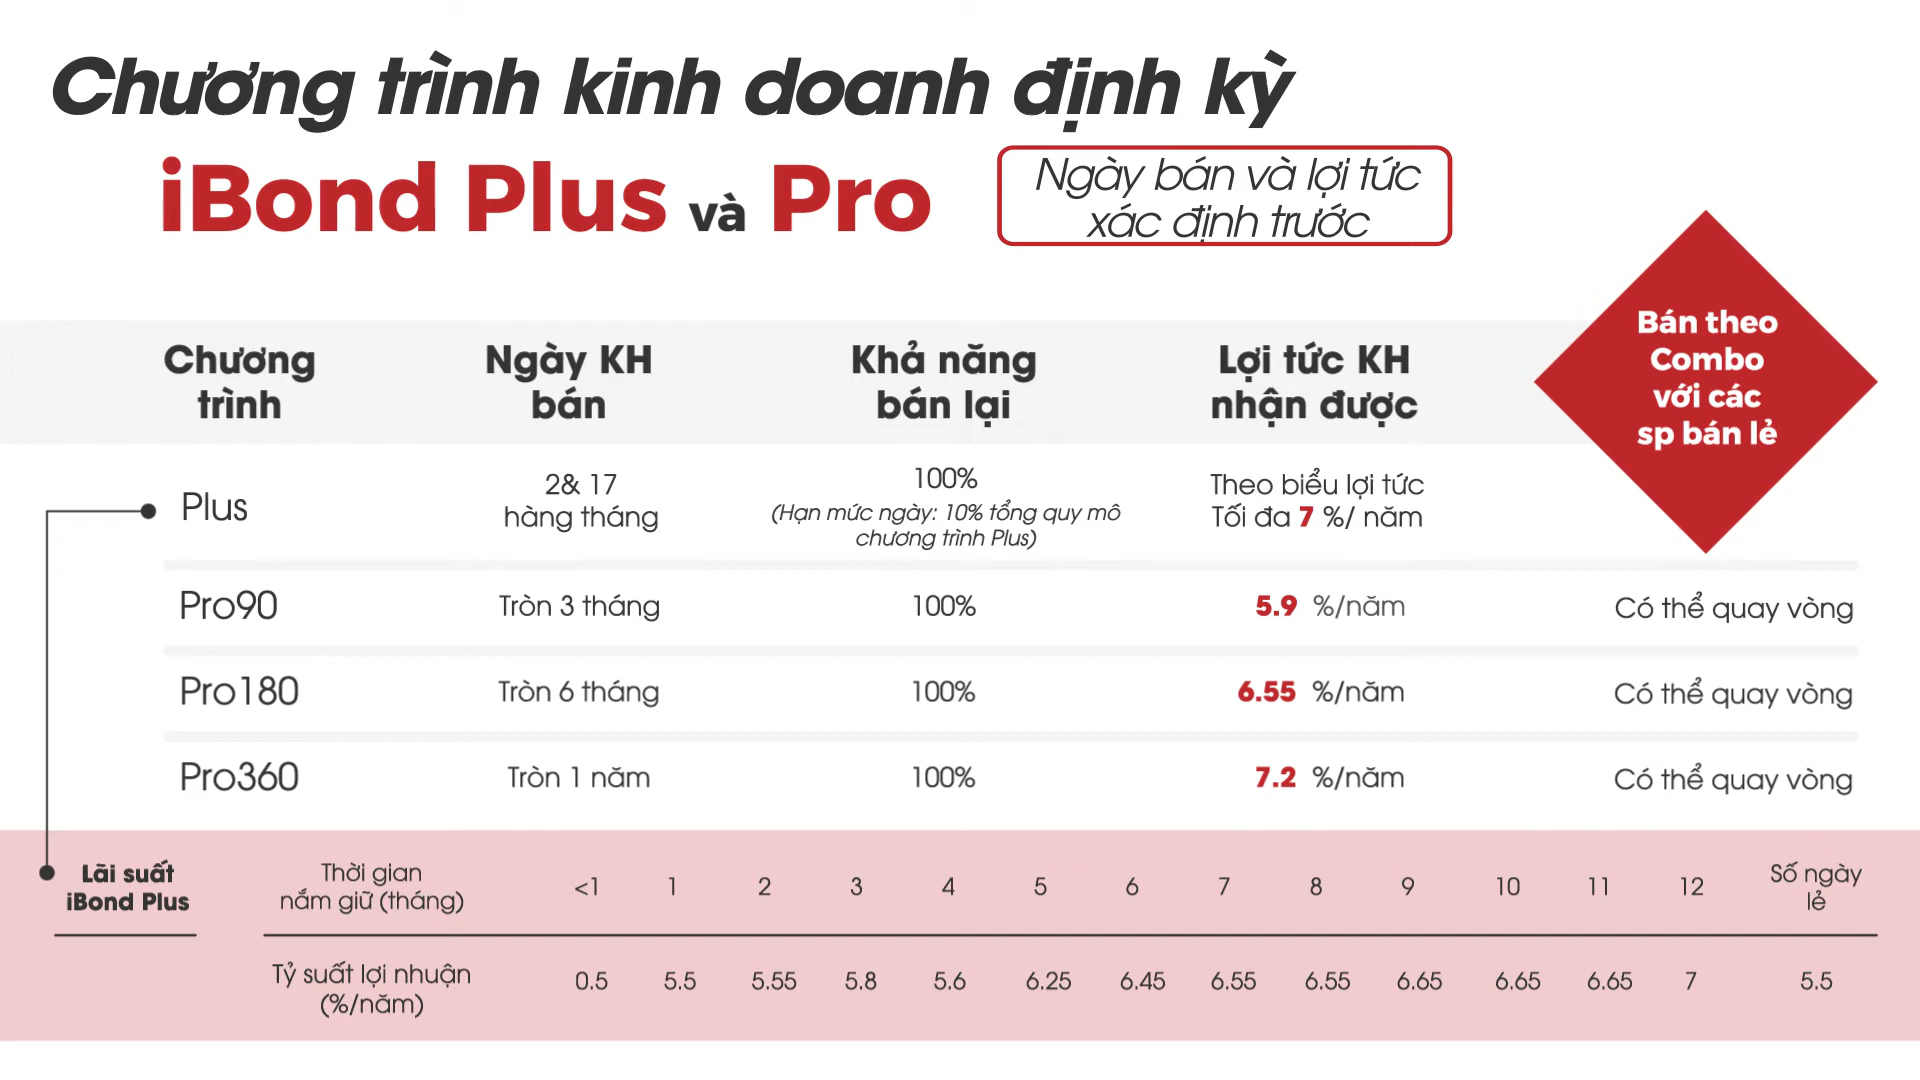 Chương trình kinh doanh định kỳ
iBond Plus và Pro
Ngày bán và lợi tức
xác định trước
Bán theo
Combo
với các
sp bán lẻ
Chương
trình
Ngày KH
bán
Khả năng
bán lại
Lợi tức KH
nhận được
Plus
2& 17
hàng tháng
100%
(Hạn mức ngày: 10% tổng quy mô
chương trình Plus)
Theo biểu lợi tức
Tối đa 7 %/ năm
Pro90 Tròn 3 tháng 100% 5.9 %/năm Có thể quay vòng
Pro180 Tròn 6 tháng 100% 6.55 %/năm Có thể quay vòng
Pro360 Tròn 1 năm 100% 7.2 %/năm Có thể quay vòng
Lãi suất
iBond Plus
Thời gian
nắm giữ (tháng)
<1 1 2 3 4 5 6 7 8 9 10 11 12
Số ngày
lẻ
Tỷ suất lợi nhuận
(%/năm)
0.5 5.5 5.55 5.8 5.6 6.25 6.45 6.55 6.55 6.65 6.65 6.65 7 5.5